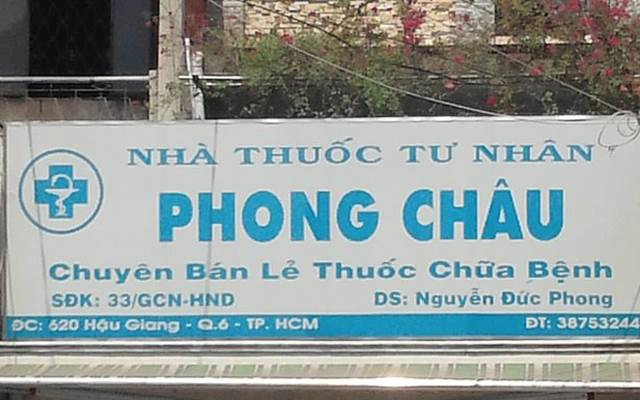 NHÀ THUỐC TƯ NHÂN
PHONG CHÂU
Chuyên Bán Lẻ Thuốc Chữa Bệnh
SĐK: 33/GCN-HND DS: Nguyễn Đức Phong
ĐC: 620 Hậu Giang - Q.6 - TP. HCM ĐT: 38753244